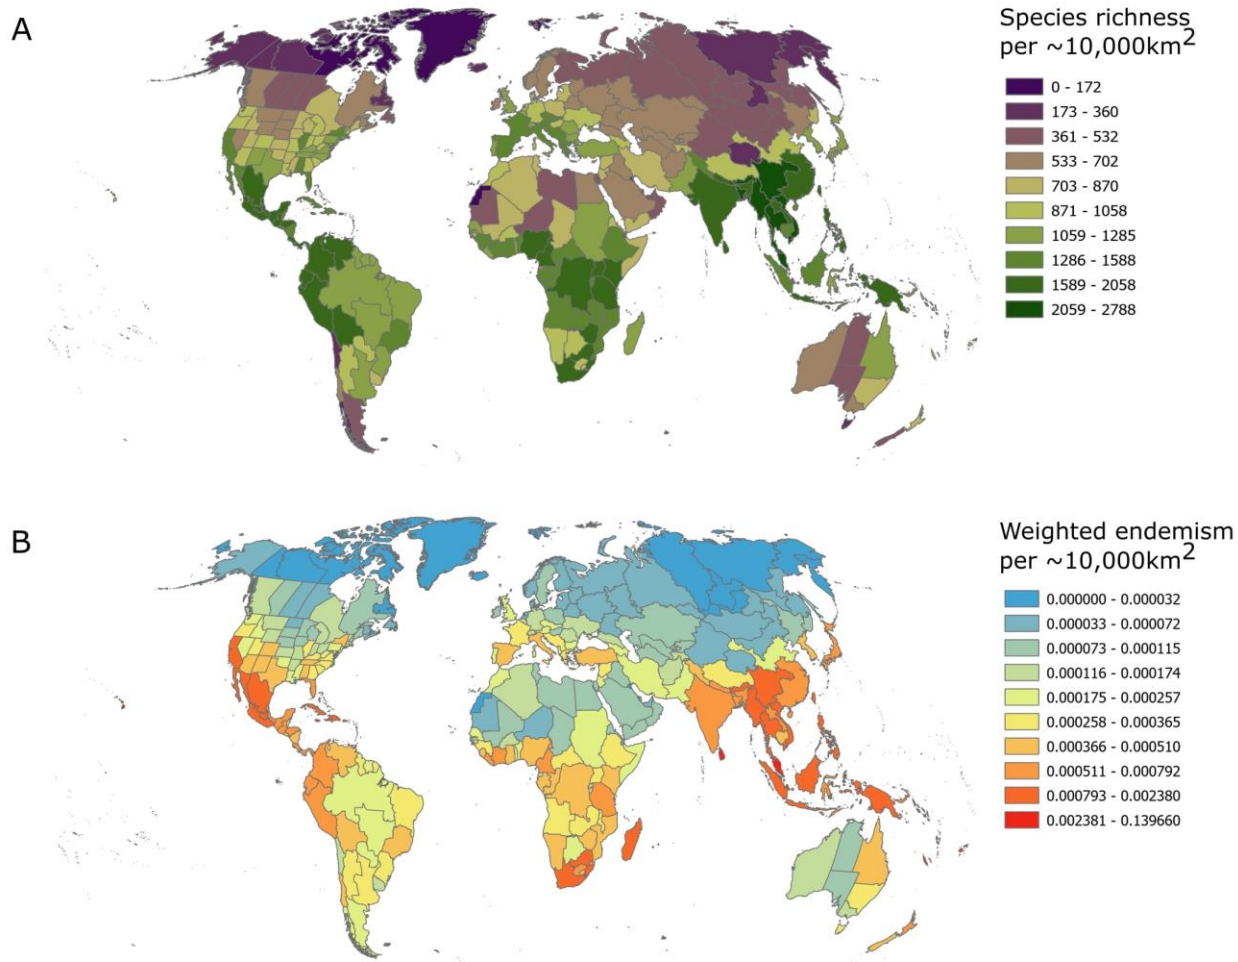 A
Species richness
per ~10,000km2
0 - 172
173 - 360
361 - 532
533 - 702
703 - 870
871 - 1058
1059 - 1285
1286 - 1588
1589 - 2058
2059 - 2788
B
Weighted endemism
per ~10,000km2
0.000000 - 0.000032
0.000033 - 0.000072
0.000073 - 0.000115
0.000116 - 0.000174
0.000175 - 0.000257
0.000258 - 0.000365
0.000366 - 0.000510
0.000511 - 0.000792
0.000793 - 0.002380
0.002381 - 0.139660